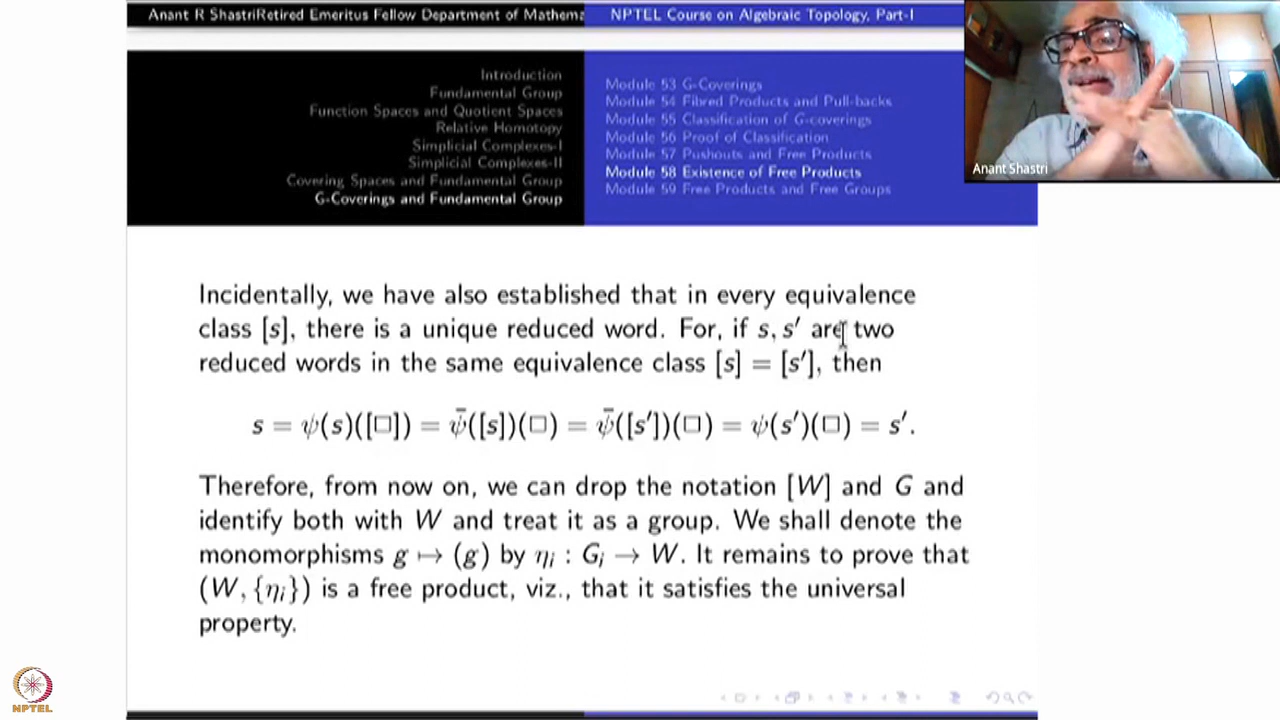 Anant R ShastriRetired Emeritus Fellow Department of Mathema
NPTEL Course on Algebraic Topology, Part-I
Introduction
Fundamental Group
Function Spaces and Quotient Spaces
Relative Homotopy
Simplicial Complexes-I
Simplicial Complexes-II
Covering Spaces and Fundamental Group
G-Coverings and Fundamental Group
Module 53 G-Coverings
Module 54 Fibred Products and Pull-backs
Module 55 Classification of G-coverings
Module 56 Proof of Classification
Module 57 Pushouts and Free Products
Module 58 Existence of Free Products
Module 59 Free Products and Free Groups
Anant Shastri
Incidentally, we have also established that in every equivalence
class [s], there is a unique reduced word. For, if s, s′ are two
reduced words in the same equivalence class [s] = [s′], then
s = ψ(s)([□]) = ψ̄([s])(□) = ψ̄([s′])(□) = ψ(s′)(□) = s′.
Therefore, from now on, we can drop the notation [W] and G and
identify both with W and treat it as a group. We shall denote the
monomorphisms g ↦ (g) by ηᵢ : Gᵢ → W. It remains to prove that
(W, {ηᵢ}) is a free product, viz., that it satisfies the universal
property.
NPTEL